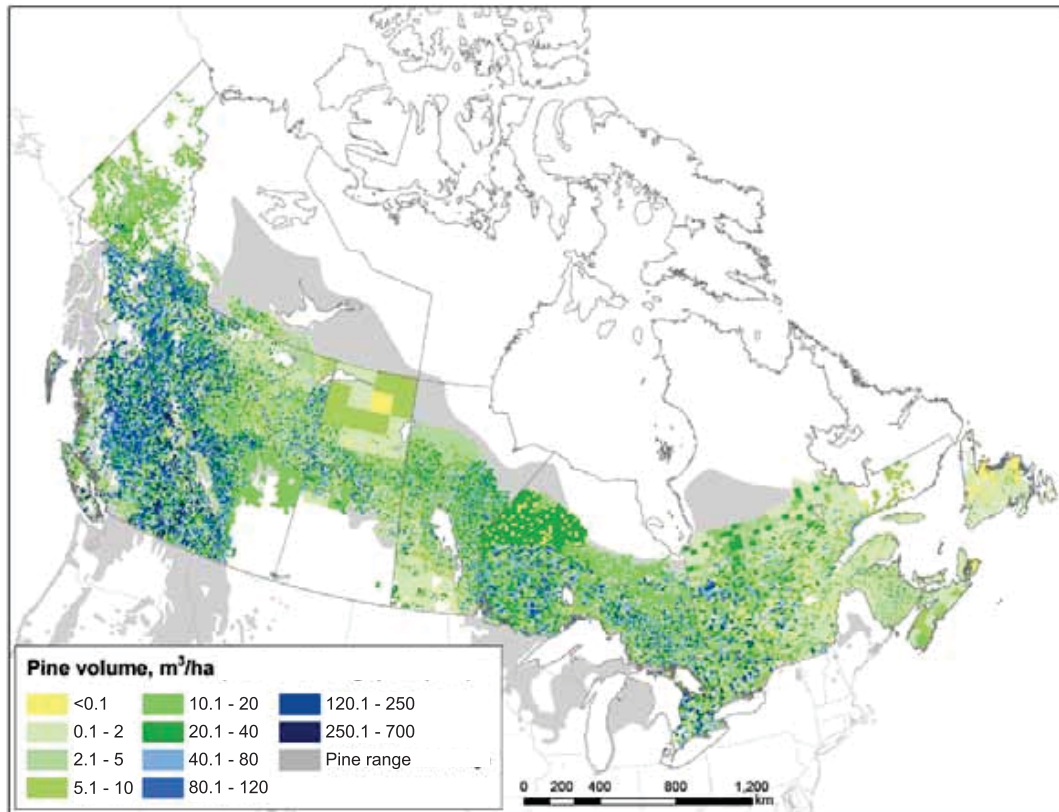 Pine volume, m³/ha
<0.1
0.1 - 2
2.1 - 5
5.1 - 10
10.1 - 20
20.1 - 40
40.1 - 80
80.1 - 120
120.1 - 250
250.1 - 700
Pine range
0 200 400 800 1,200
km